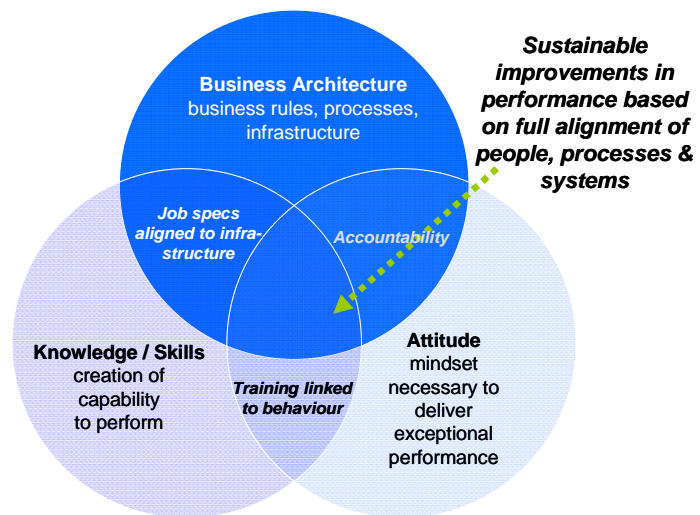 Sustainable
improvements in
performance based
on full alignment of
people, processes &
systems
Business Architecture
business rules, processes,
infrastructure
Job specs
aligned to infra-
structure
Accountability
Knowledge / Skills
creation of
capability
to perform
Training linked
to behaviour
Attitude
mindset
necessary to
deliver
exceptional
performance